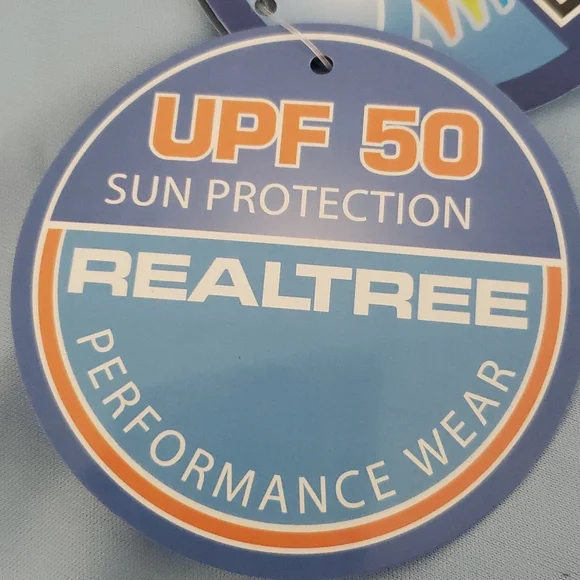 UPF 50
SUN PROTECTION
REALTREE
PERFORMANCE WEAR